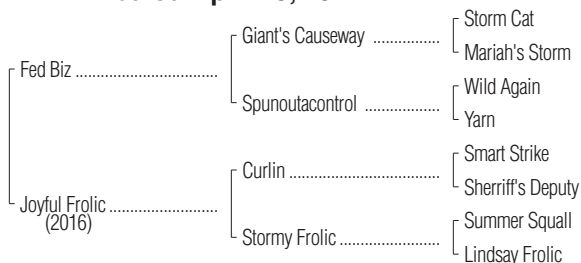 Storm Cat
Giant's Causeway ................
Mariah's Storm
Fed Biz ................................
Wild Again
Spunoutacontrol ................
Yarn
Smart Strike
Curlin ................................
Sherriff's Deputy
Joyful Frolic ........................
(2016)
Summer Squall
Stormy Frolic .....................
Lindsay Frolic